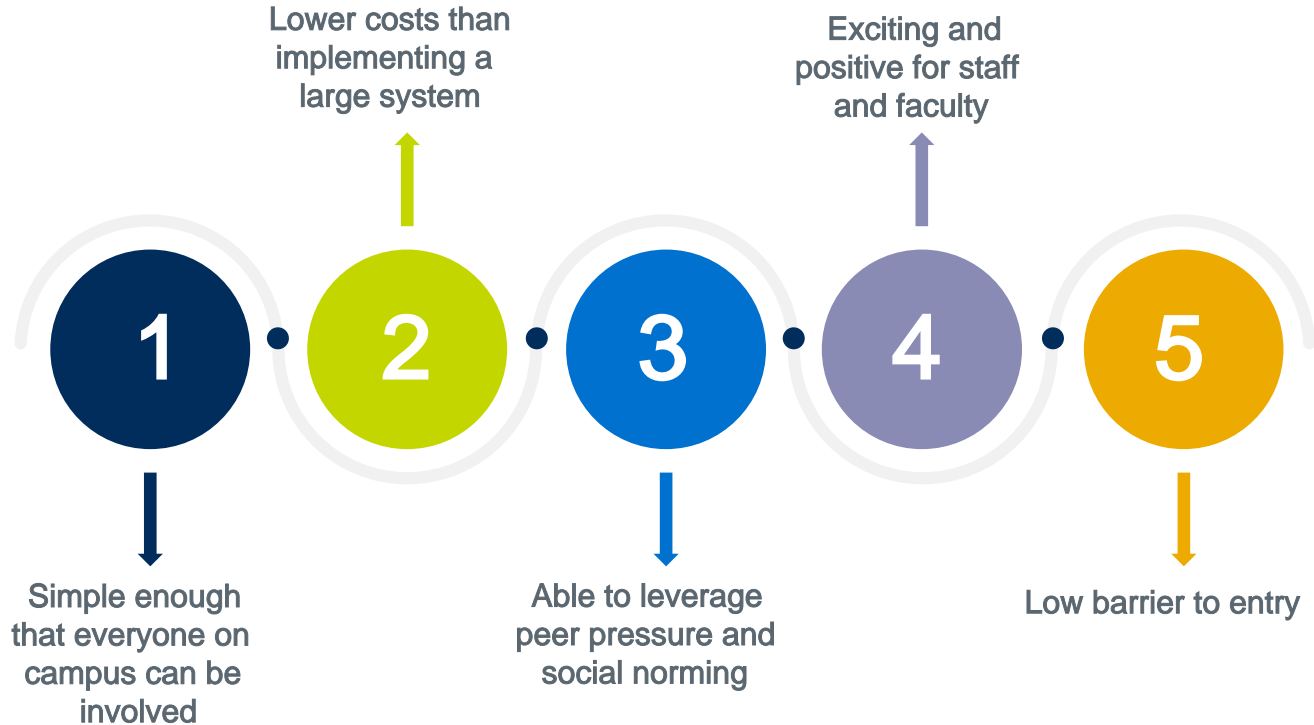 Lower costs than
implementing a
large system
Exciting and
positive for staff
and faculty
1
2
3
4
5
Simple enough
that everyone on
campus can be
involved
Able to leverage
peer pressure and
social norming
Low barrier to entry